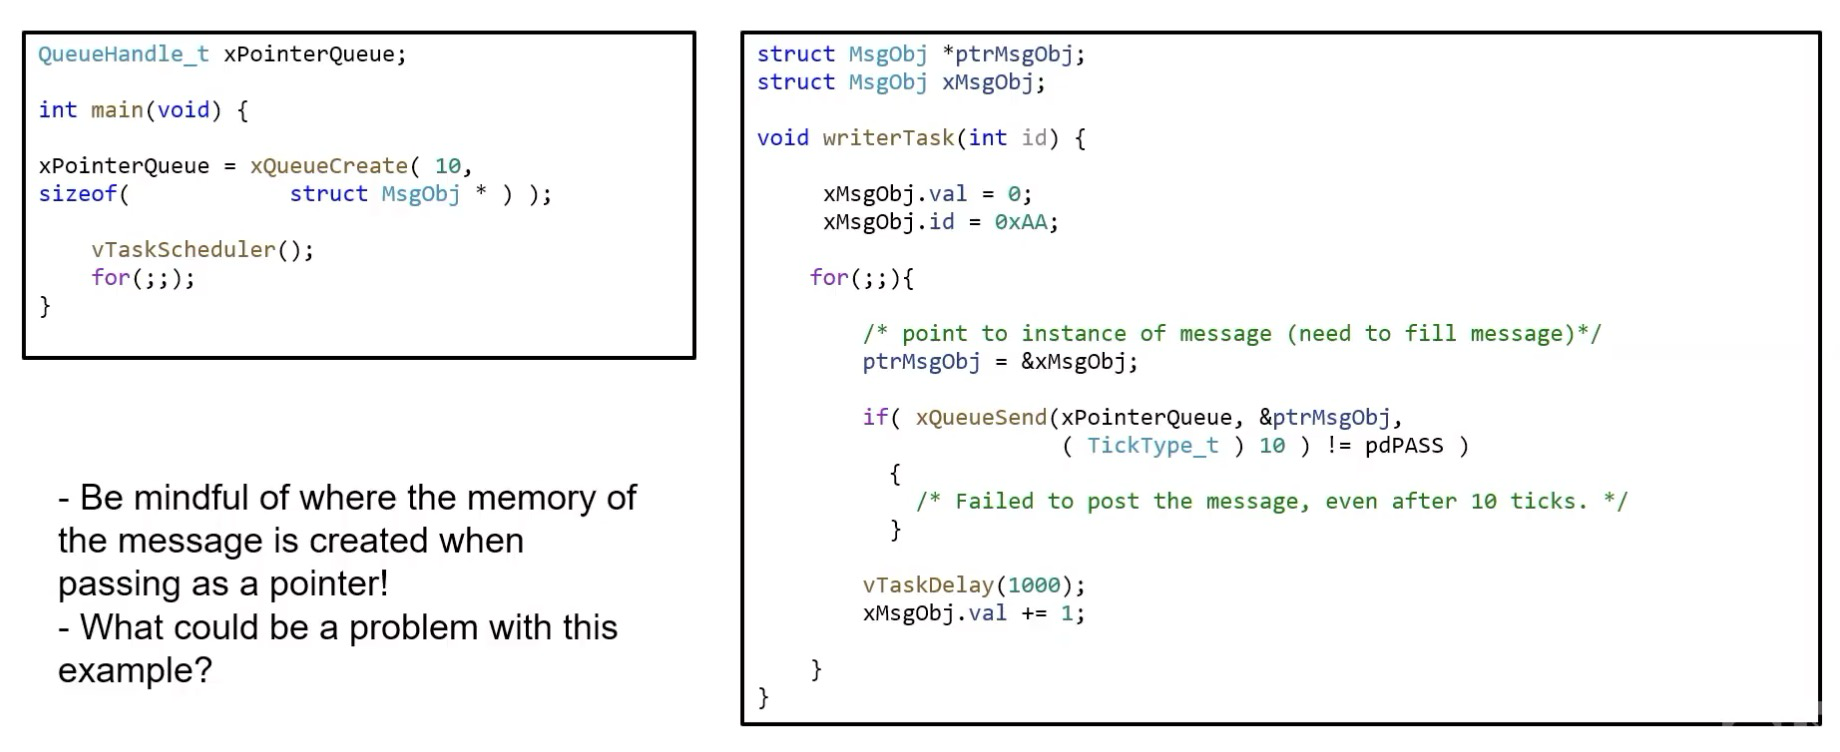 QueueHandle_t xPointerQueue;
int main(void) {
xPointerQueue = xQueueCreate( 10,
sizeof(            struct MsgObj * ) );
    vTaskScheduler();
    for(;;);
}
- Be mindful of where the memory of
the message is created when
passing as a pointer!
- What could be a problem with this
example?
struct MsgObj *ptrMsgObj;
struct MsgObj xMsgObj;
void writerTask(int id) {
     xMsgObj.val = 0;
     xMsgObj.id = 0xAA;
    for(;;){
        /* point to instance of message (need to fill message)*/
        ptrMsgObj = &xMsgObj;
        if( xQueueSend(xPointerQueue, &ptrMsgObj,
                       ( TickType_t ) 10 ) != pdPASS )
          {
            /* Failed to post the message, even after 10 ticks. */
          }
        vTaskDelay(1000);
        xMsgObj.val += 1;
    }
}